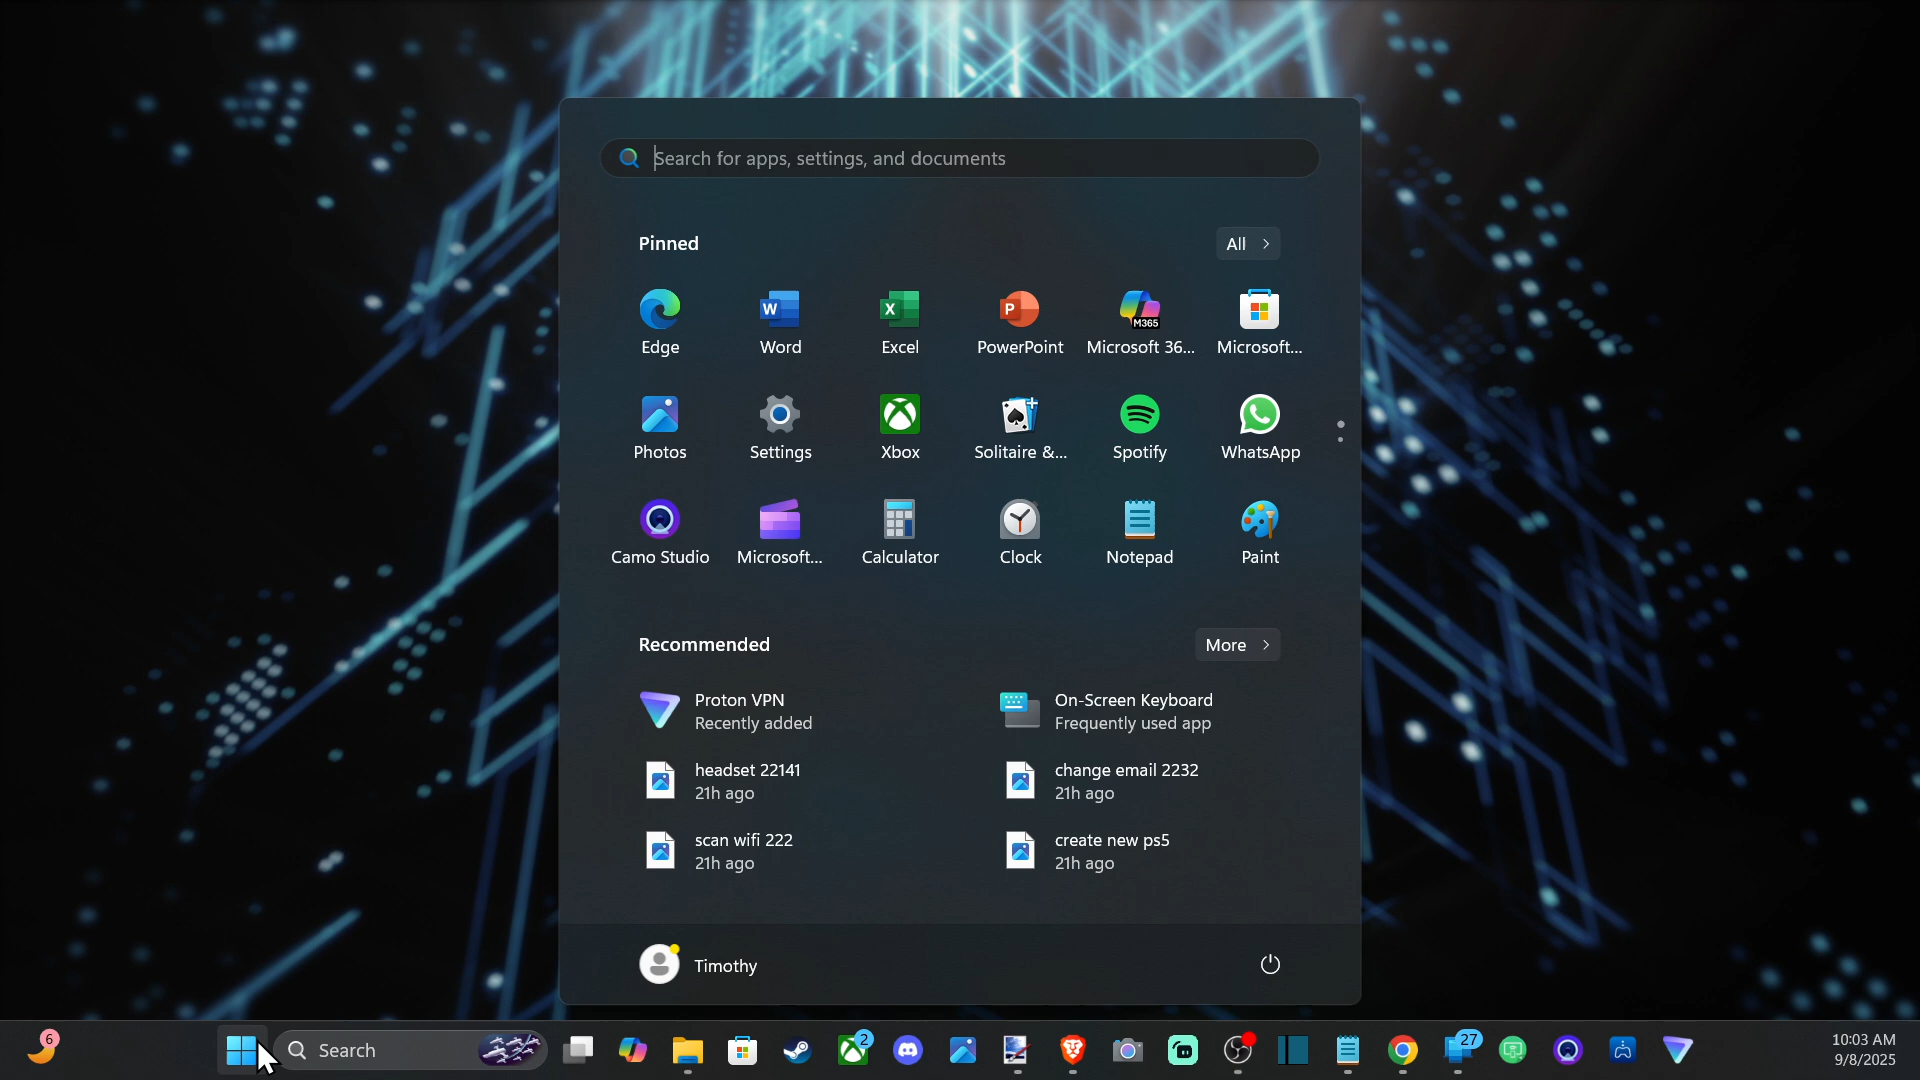 Search for apps, settings, and documents
Pinned
All
Edge
Word
Excel
PowerPoint
Microsoft 36...
Microsoft...
M365
Photos
Settings
Xbox
Solitaire &...
Spotify
WhatsApp
Camo Studio
Microsoft...
Calculator
Clock
Notepad
Paint
Recommended
More
Proton VPN
Recently added
On-Screen Keyboard
Frequently used app
headset 22141
21h ago
change email 2232
21h ago
scan wifi 222
21h ago
create new ps5
21h ago
Timothy
6
Search
2
27
10:03 AM
9/8/2025